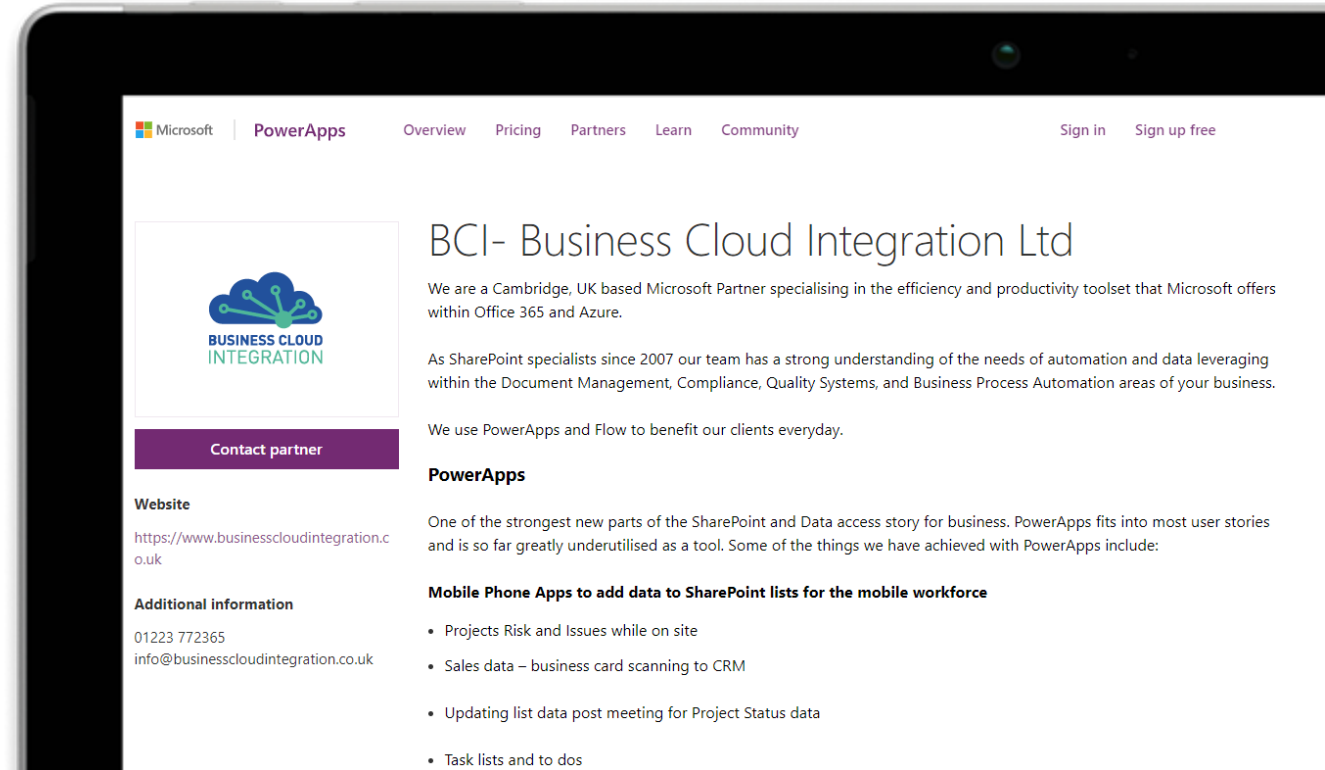 Microsoft
PowerApps
Overview
Pricing
Partners
Learn
Community
Sign in
Sign up free
BUSINESS CLOUD
INTEGRATION
Contact partner
Website
https://www.businesscloudintegration.c
o.uk
Additional information
01223 772365
info@businesscloudintegration.co.uk
BCI- Business Cloud Integration Ltd
We are a Cambridge, UK based Microsoft Partner specialising in the efficiency and productivity toolset that Microsoft offers
within Office 365 and Azure.
As SharePoint specialists since 2007 our team has a strong understanding of the needs of automation and data leveraging
within the Document Management, Compliance, Quality Systems, and Business Process Automation areas of your business.
We use PowerApps and Flow to benefit our clients everyday.
PowerApps
One of the strongest new parts of the SharePoint and Data access story for business. PowerApps fits into most user stories
and is so far greatly underutilised as a tool. Some of the things we have achieved with PowerApps include:
Mobile Phone Apps to add data to SharePoint lists for the mobile workforce
• Projects Risk and Issues while on site
• Sales data – business card scanning to CRM
• Updating list data post meeting for Project Status data
• Task lists and to dos